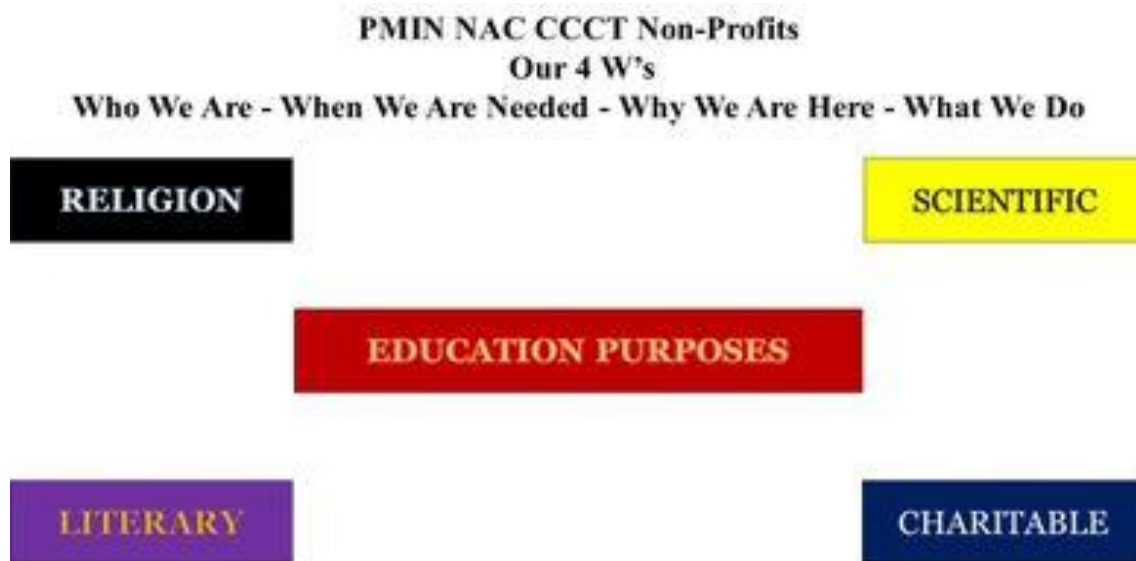 PMIN NAC CCCT Non-Profits
Our 4 W's
Who We Are - When We Are Needed - Why We Are Here - What We Do
RELIGION
SCIENTIFIC
EDUCATION PURPOSES
LITERARY
CHARITABLE